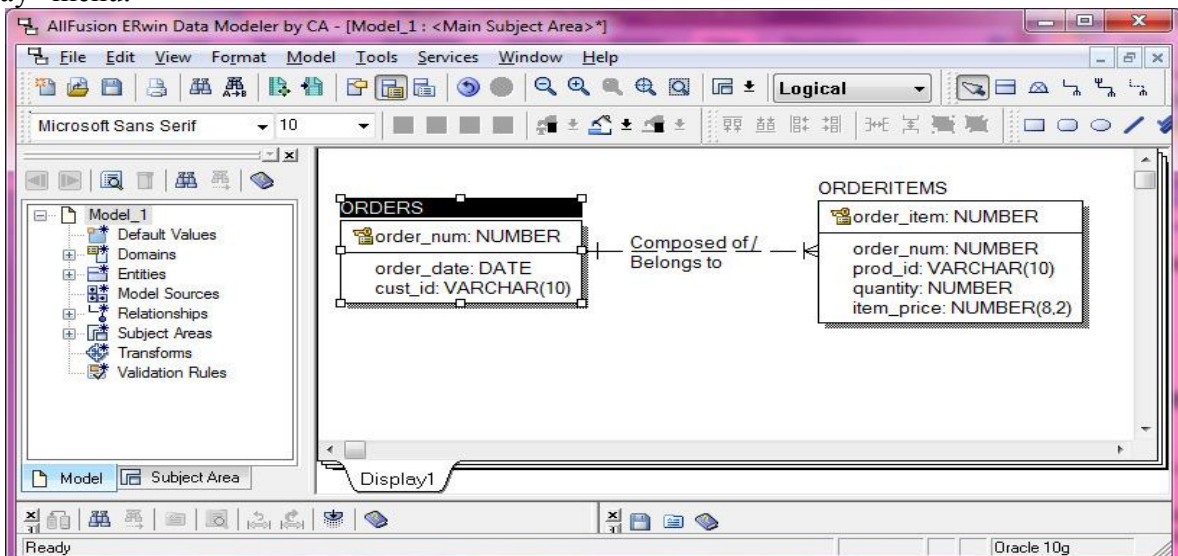 ay" menu.
AllFusion ERwin Data Modeler by CA - [Model_1 : <Main Subject Area>*]
File Edit View Format Model Tools Services Window Help
Logical
Microsoft Sans Serif 10
Model_1
Default Values
Domains
Entities
Model Sources
Relationships
Subject Areas
Transforms
Validation Rules
Model Subject Area
ORDERS
order_num: NUMBER
order_date: DATE
cust_id: VARCHAR(10)
Composed of /
Belongs to
ORDERITEMS
order_item: NUMBER
order_num: NUMBER
prod_id: VARCHAR(10)
quantity: NUMBER
item_price: NUMBER(8,2)
Display1
Ready Oracle 10g